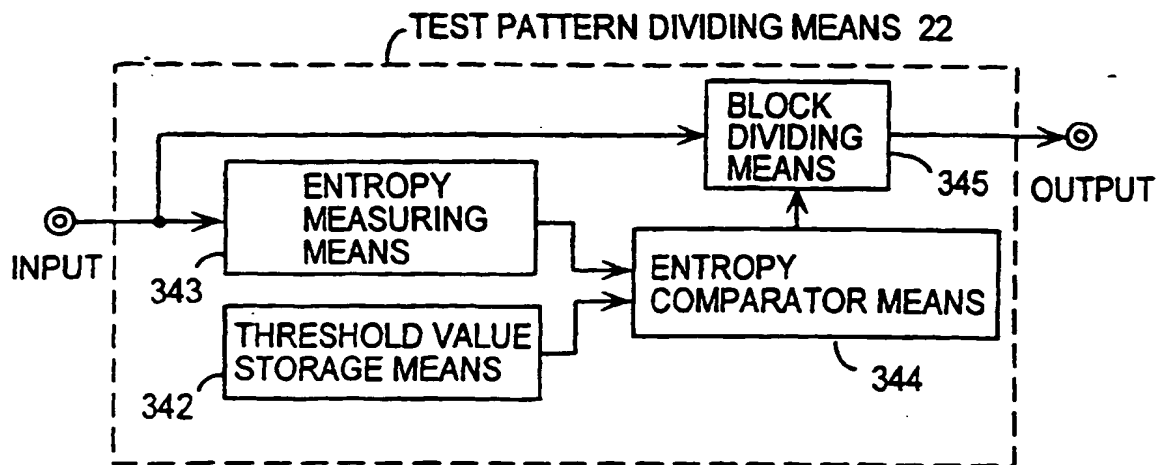 TEST PATTERN DIVIDING MEANS 22
BLOCK
DIVIDING
MEANS
345
OUTPUT
ENTROPY
MEASURING
MEANS
INPUT
343
ENTROPY
COMPARATOR MEANS
344
THRESHOLD VALUE
STORAGE MEANS
342